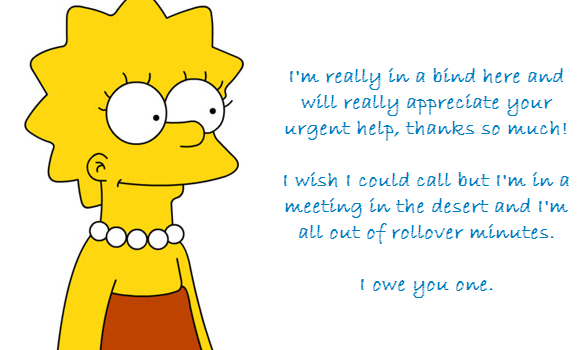 I'm really in a bind here and
will really appreciate your
urgent help, thanks so much!
I wish I could call but I'm in a
meeting in the desert and I'm
all out of rollover minutes.
I owe you one.